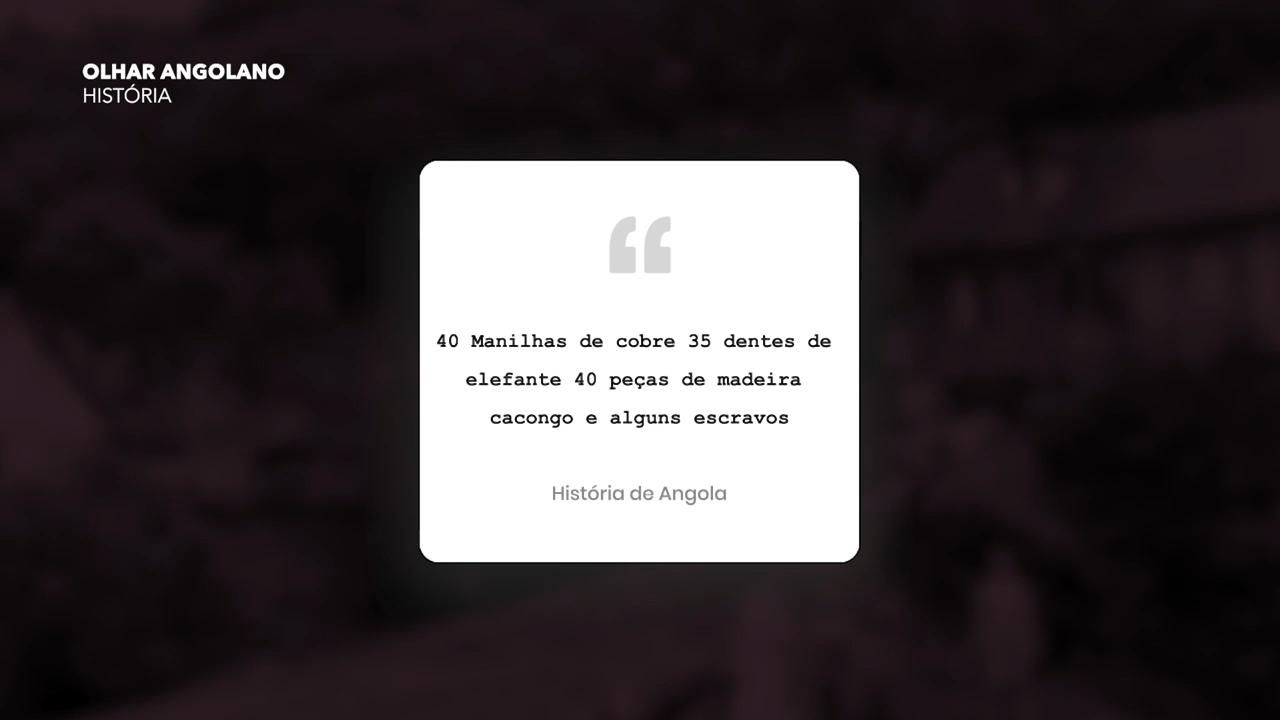 OLHAR ANGOLANO
HISTÓRIA
“
40 Manilhas de cobre 35 dentes de
elefante 40 peças de madeira
cacongo e alguns escravos
História de Angola